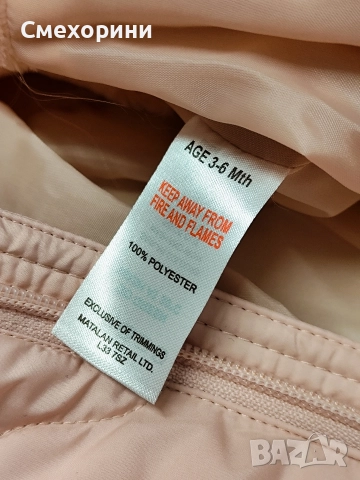 Смехорини
AGE 3-6 Mth
KEEP AWAY FROM
FIRE AND FLAMES
100% POLYESTER
EXCLUSIVE OF TRIMMINGS
MATALAN RETAIL LTD.
L33 7SZ
BAZAR